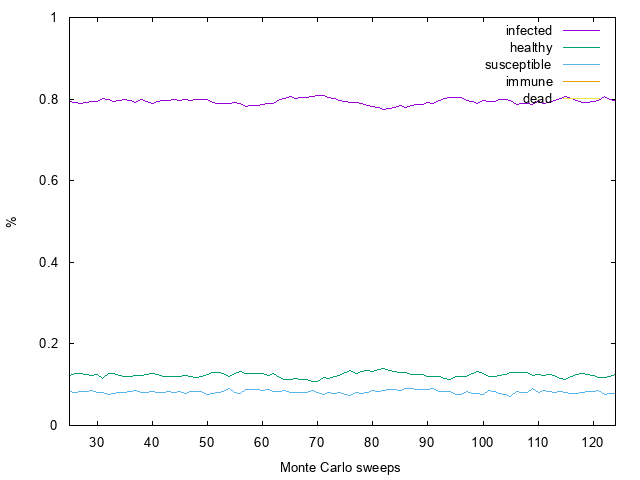 1
0.8
0.6
0.4
0.2
0
%
infected
healthy
susceptible
immune
dead
30 40 50 60 70 80 90 100 110 120
Monte Carlo sweeps